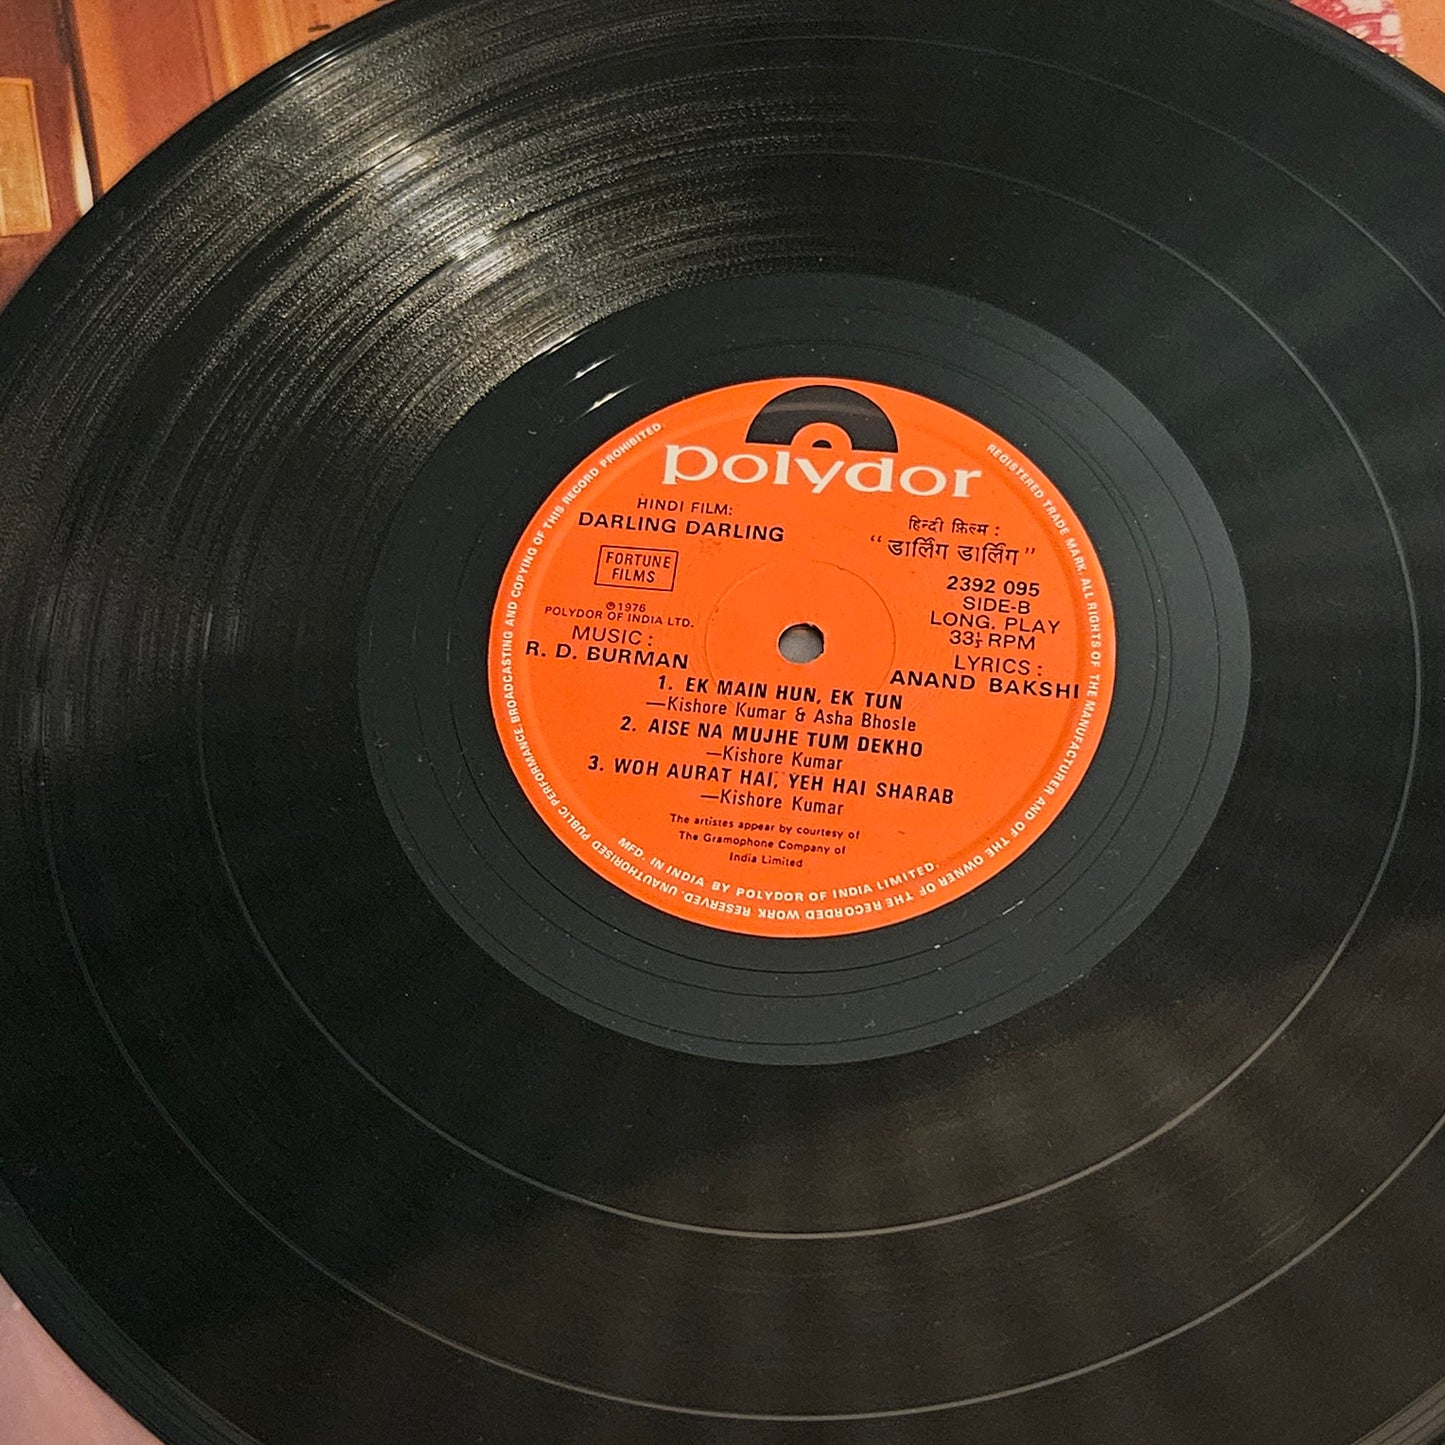 polydor
HINDI FILM:
DARLING DARLING
FORTUNE
FILMS
℗1976
POLYDOR OF INDIA LTD.
MUSIC :
R. D. BURMAN
हिन्दी फ़िल्म :
“डार्लिंग डार्लिंग”
2392 095
SIDE-B
LONG. PLAY
33⅓ RPM
LYRICS :
ANAND BAKSHI
1. EK MAIN HUN, EK TUN
—Kishore Kumar & Asha Bhosle
2. AISE NA MUJHE TUM DEKHO
—Kishore Kumar
3. WOH AURAT HAI, YEH HAI SHARAB
—Kishore Kumar
The artistes appear by courtesy of
The Gramophone Company of
India Limited
MFD. IN INDIA BY POLYDOR OF INDIA LIMITED.
REGISTERED TRADE MARK. ALL RIGHTS OF THE MANUFACTURER AND OF THE OWNER OF THE RECORDED WORK RESERVED. UNAUTHORISED PUBLIC PERFORMANCE. BROADCASTING AND COPYING OF THIS RECORD PROHIBITED.